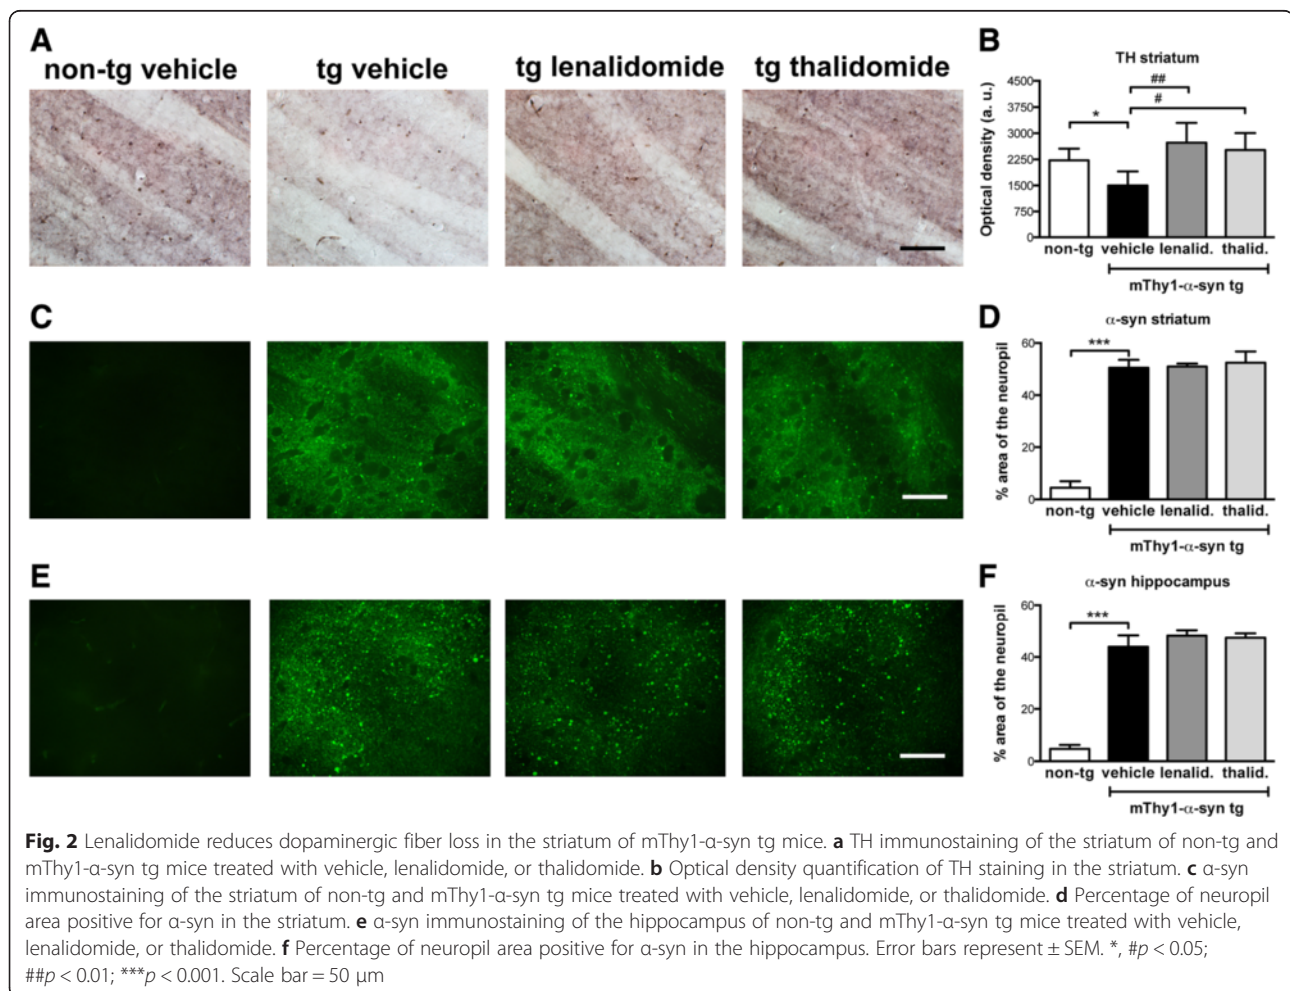 A
non-tg vehicle
tg vehicle
tg lenalidomide
tg thalidomide
B
TH striatum
Optical density (a. u.)
4500
3750
3000
2250
1500
750
0
*
##
#
non-tg vehicle lenalid. thalid.
mThy1-α-syn tg
C
D
α-syn striatum
% area of the neuropil
60
40
20
0
***
non-tg vehicle lenalid. thalid.
mThy1-α-syn tg
E
F
α-syn hippocampus
% area of the neuropil
60
40
20
0
***
non-tg vehicle lenalid. thalid.
mThy1-α-syn tg
Fig. 2 Lenalidomide reduces dopaminergic fiber loss in the striatum of mThy1-α-syn tg mice. a TH immunostaining of the striatum of non-tg and
mThy1-α-syn tg mice treated with vehicle, lenalidomide, or thalidomide. b Optical density quantification of TH staining in the striatum. c α-syn
immunostaining of the striatum of non-tg and mThy1-α-syn tg mice treated with vehicle, lenalidomide, or thalidomide. d Percentage of neuropil
area positive for α-syn in the striatum. e α-syn immunostaining of the hippocampus of non-tg and mThy1-α-syn tg mice treated with vehicle,
lenalidomide, or thalidomide. f Percentage of neuropil area positive for α-syn in the hippocampus. Error bars represent ± SEM. *, #p < 0.05;
##p < 0.01; ***p < 0.001. Scale bar = 50 μm